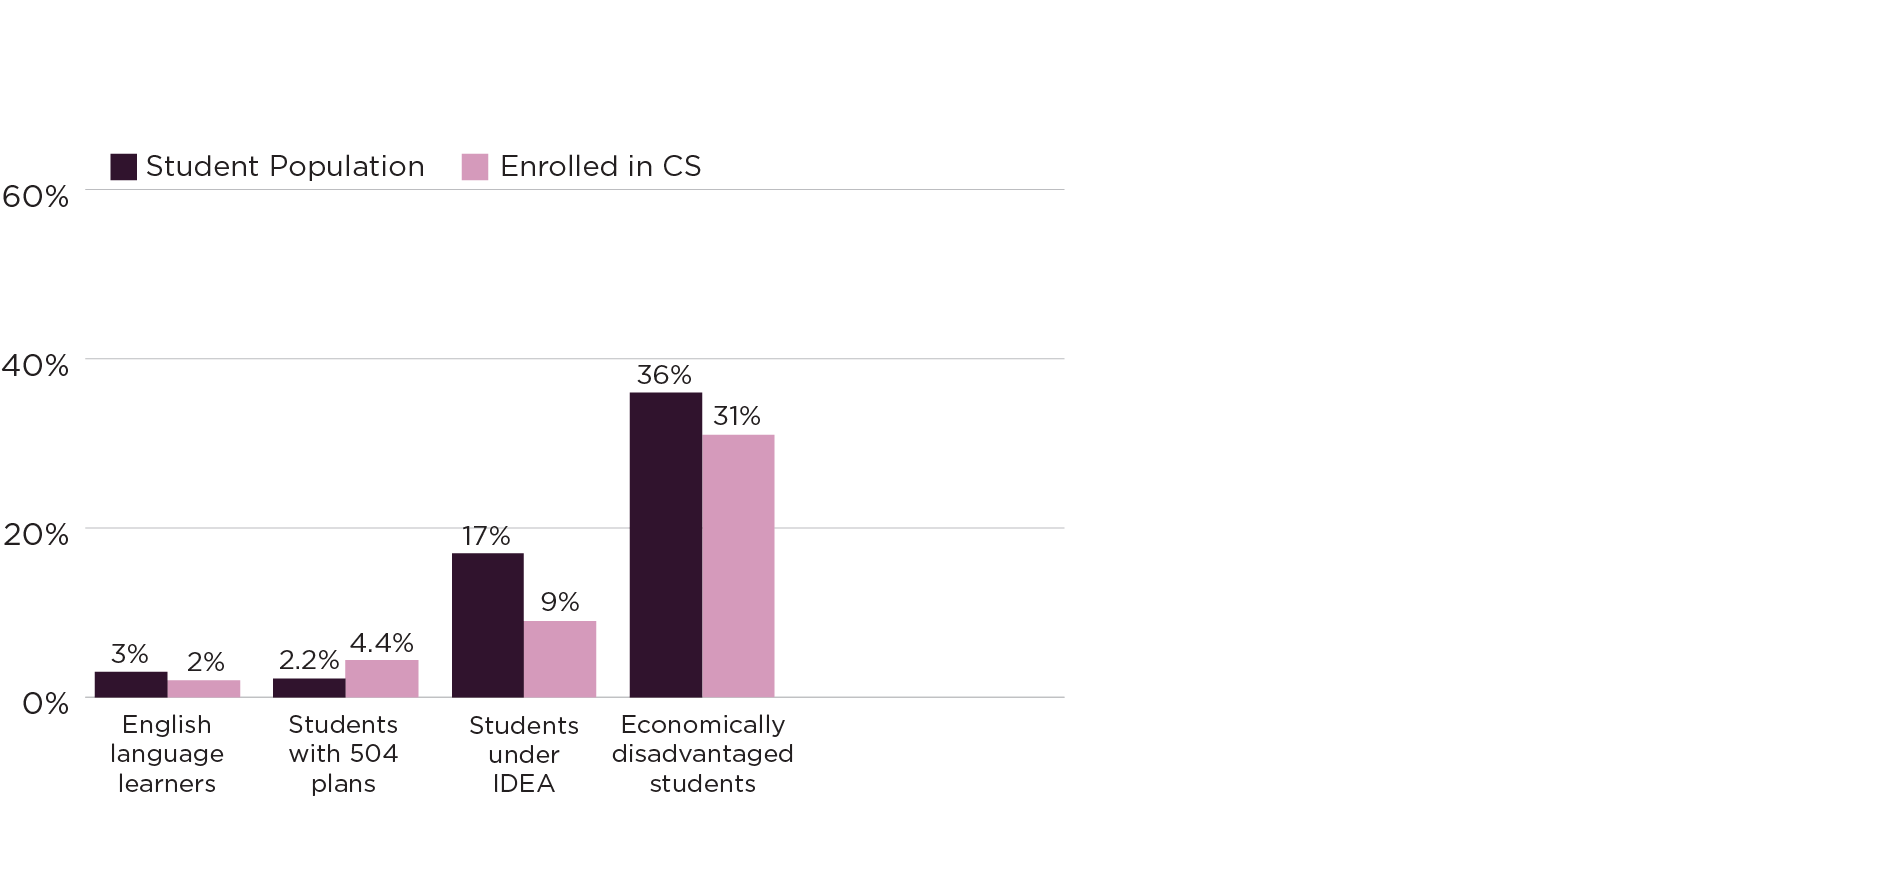 Student Population Enrolled in CS
60%
40%
36%
31%
20%
17%
9%
3%
2%
2.2%
4.4%
0%
English
language
learners
Students
with 504
plans
Students
under
IDEA
Economically
disadvantaged
students